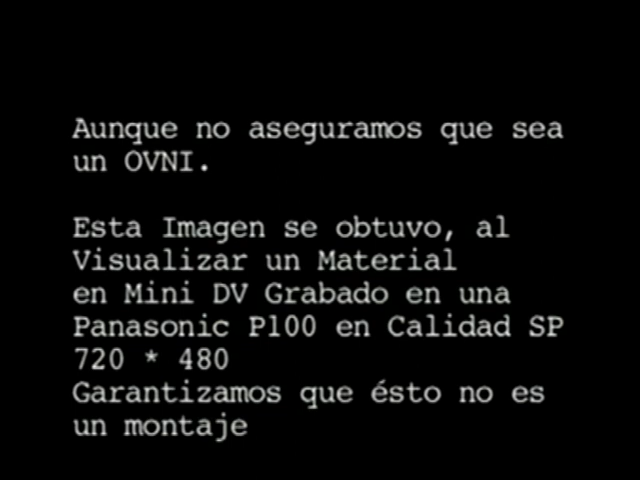 Aunque no aseguramos que sea
un OVNI.
Esta Imagen se obtuvo, al
Visualizar un Material
en Mini DV Grabado en una
Panasonic P100 en Calidad SP
720 * 480
Garantizamos que ésto no es
un montaje